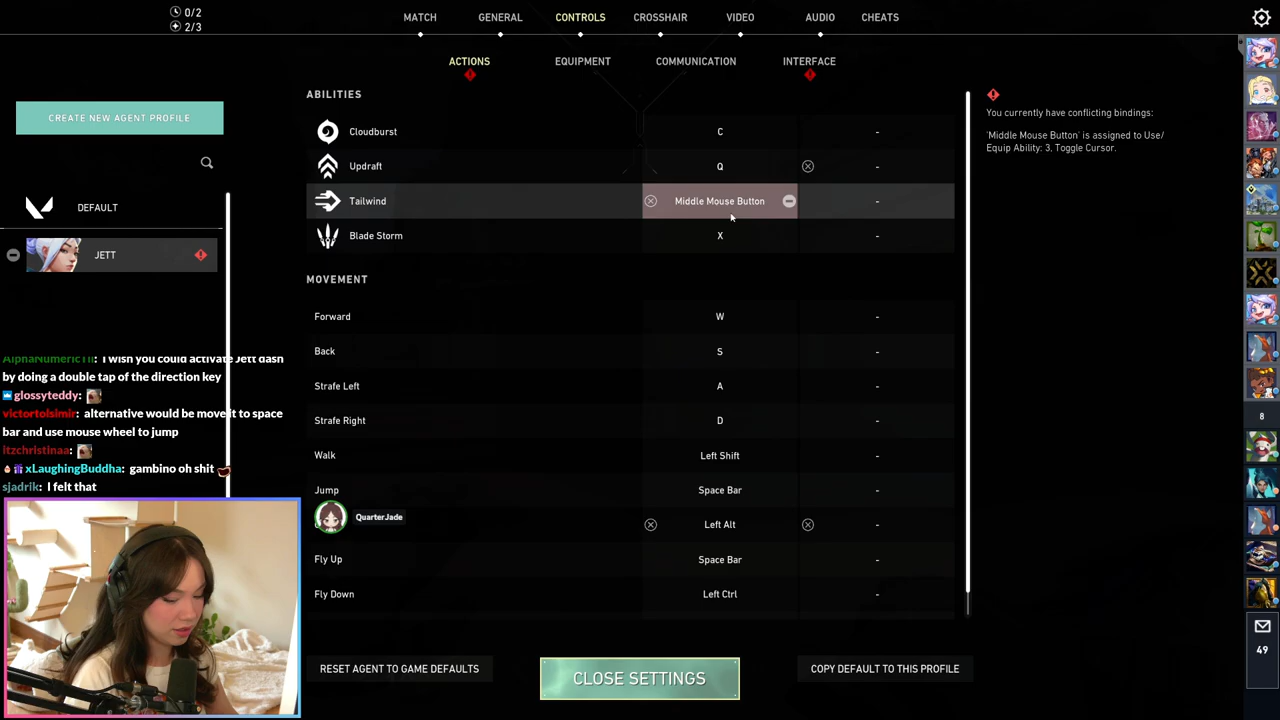 0/2
2/3
MATCH
GENERAL
CONTROLS
CROSSHAIR
VIDEO
AUDIO
CHEATS
ACTIONS
EQUIPMENT
COMMUNICATION
INTERFACE
CREATE NEW AGENT PROFILE
DEFAULT
JETT
ABILITIES
Cloudburst C -
Updraft Q -
Tailwind Middle Mouse Button -
Blade Storm X -
MOVEMENT
Forward W -
Back S -
Strafe Left A -
Strafe Right D -
Walk Left Shift -
Jump Space Bar -
Left Alt -
Fly Up Space Bar -
Fly Down Left Ctrl -
You currently have conflicting bindings:
'Middle Mouse Button' is assigned to Use/
Equip Ability: 3, Toggle Cursor.
I wish you could activate Jett dash
by doing a double tap of the direction key
glossyteddy:
victortolsimir: alternative would be move it to space
bar and use mouse wheel to jump
itzchristinaa:
xLaughingBuddha: gambino oh shit
sjadrik: I felt that
QuarterJade
RESET AGENT TO GAME DEFAULTS
CLOSE SETTINGS
COPY DEFAULT TO THIS PROFILE
8
49